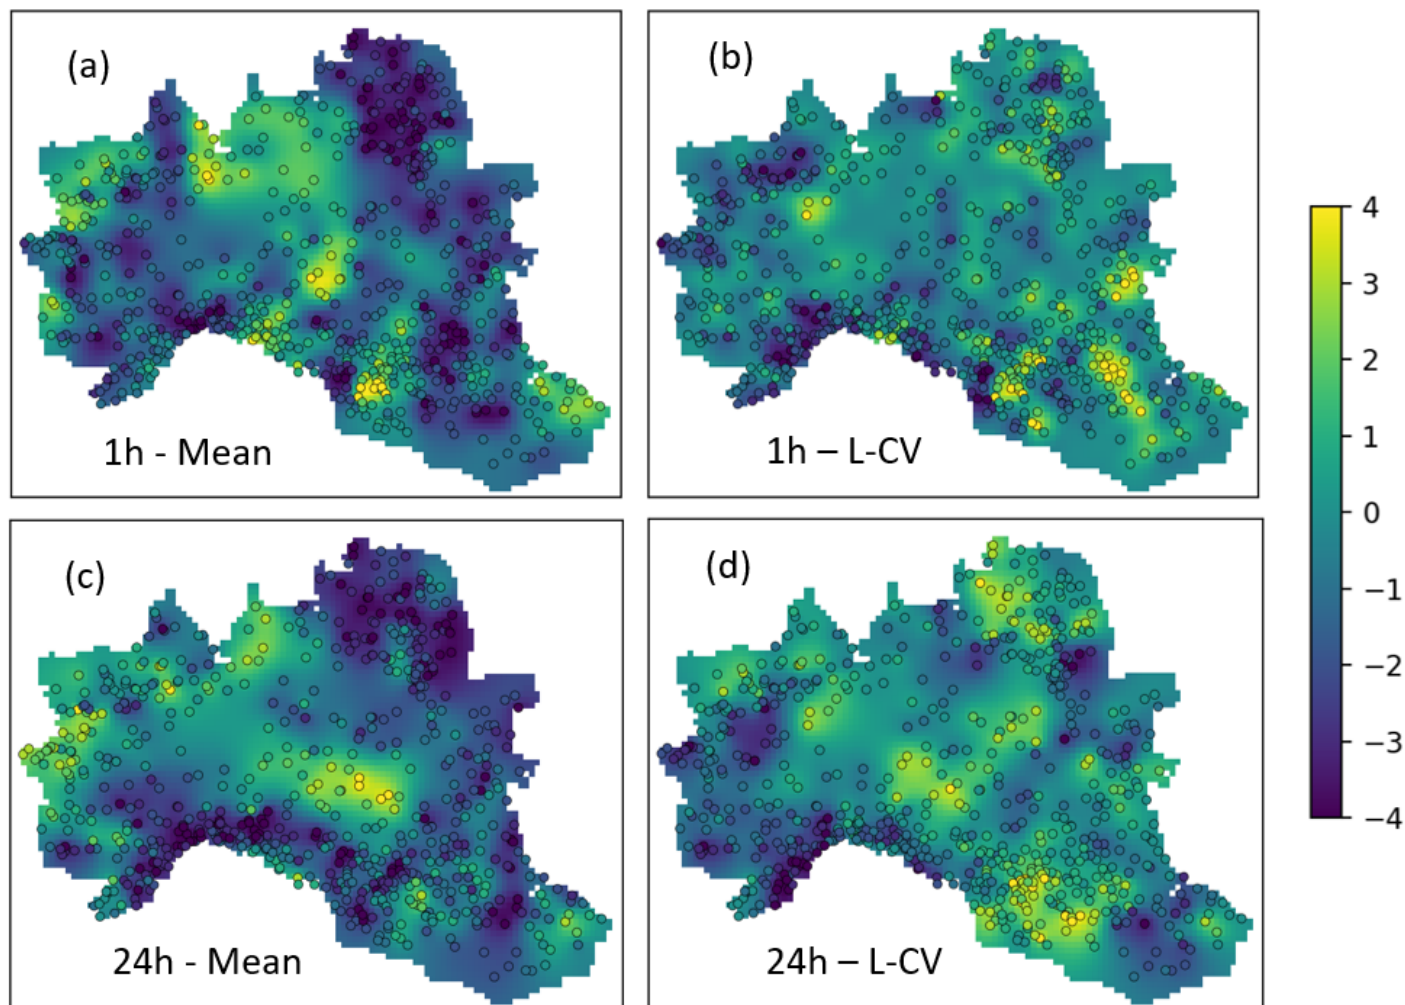 (a)
(b)
1h - Mean
1h – L-CV
(c)
(d)
24h - Mean
24h – L-CV
4
3
2
1
0
−1
−2
−3
−4